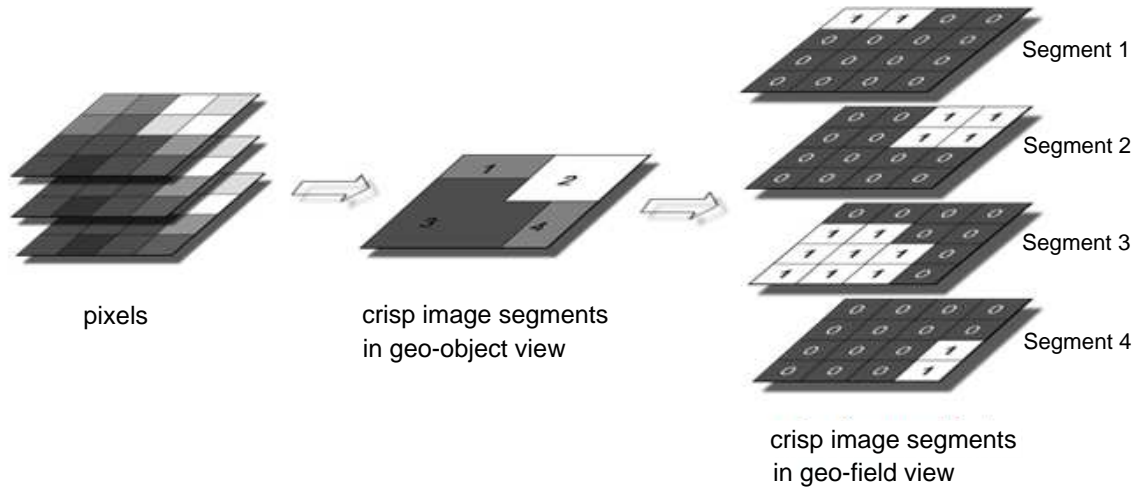 pixels
1
2
3
4
crisp image segments
in geo-object view
1 1 0 0
0 0 0 0
0 0 0 0
0 0 0 0
Segment 1
0 0 1 1
0 0 1 1
0 0 0 0
0 0 0 0
Segment 2
0 0 0 0
1 1 0 0
1 1 1 0
1 1 1 0
Segment 3
0 0 0 0
0 0 0 0
0 0 0 1
0 0 0 1
Segment 4
crisp image segments
in geo-field view